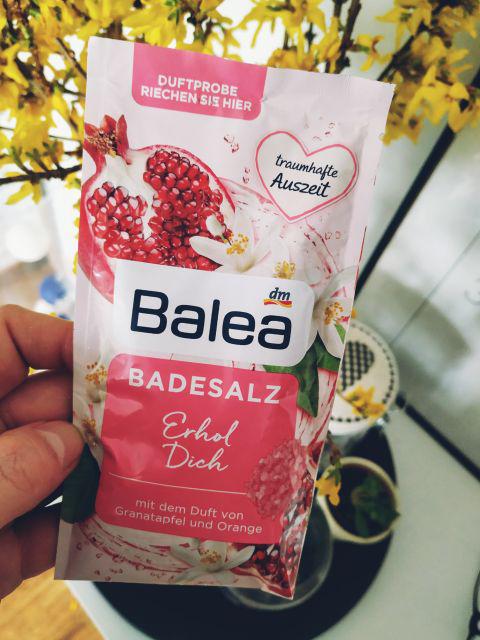 DUFTPROBE
RIECHEN SIE HIER
traumhafte
Auszeit
dm
Balea
BADESALZ
Erhol
Dich
mit dem Duft von
Granatapfel und Orange